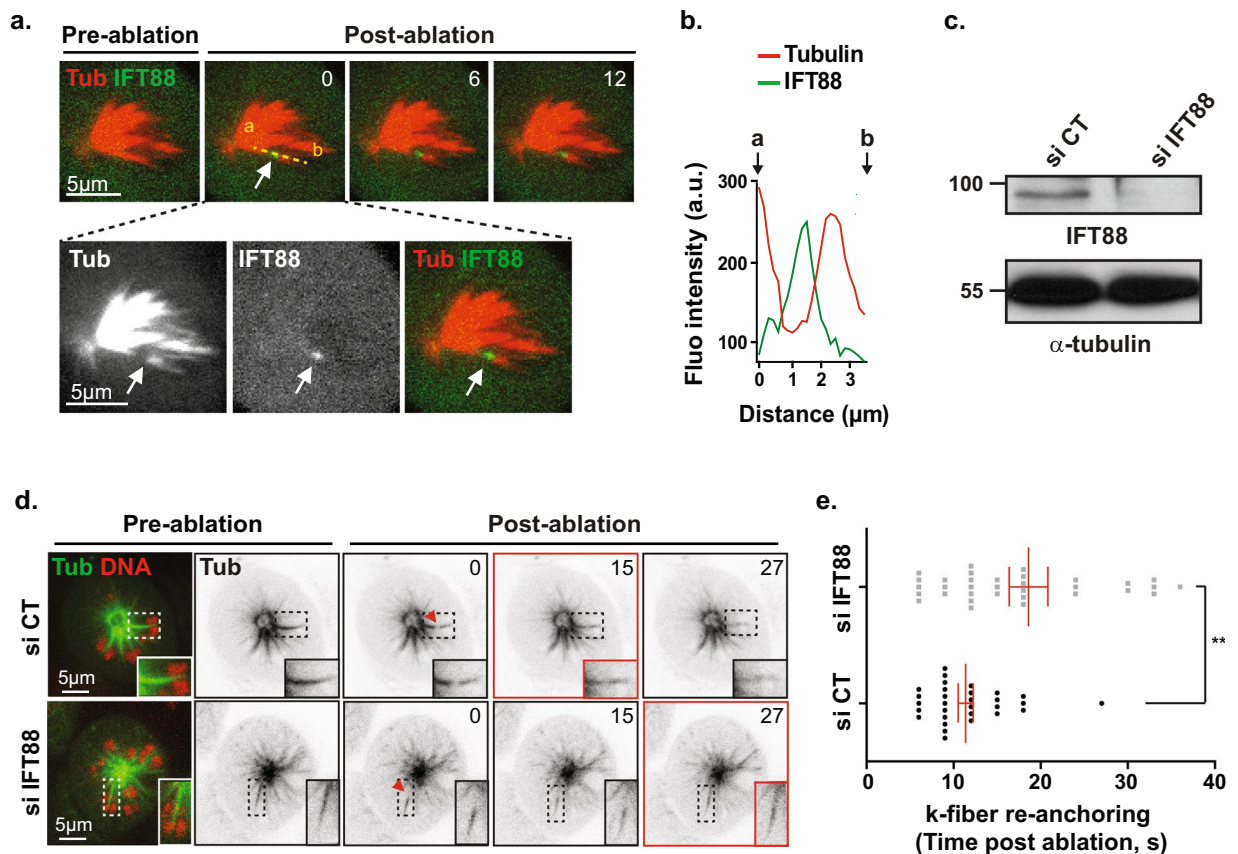 a.
Pre-ablation
Post-ablation
Tub IFT88
0
6
12
a
b
5µm
Tub
IFT88
Tub IFT88
5µm
b.
Tubulin
IFT88
a
b
300
200
100
0
1
2
3
Fluo intensity (a.u.)
Distance (µm)
c.
si CT
si IFT88
100
IFT88
55
α-tubulin
d.
Pre-ablation
Post-ablation
si CT
Tub DNA
Tub
0
15
27
5µm
si IFT88
0
15
27
5µm
e.
si IFT88
si CT
**
0
10
20
30
40
k-fiber re-anchoring
(Time post ablation, s)